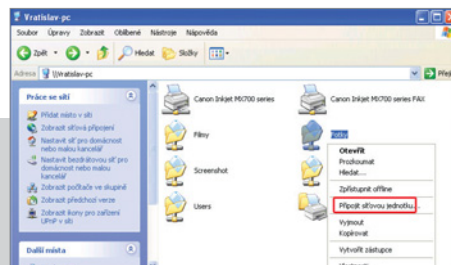 Vratislav-pc
Soubor Úpravy Zobrazit Oblíbené Nástroje Nápověda
Zpět Hledat Složky
Adresa \\Vratislav-pc
Práce se sítí
Přidat místo v síti
Zobrazit síťová připojení
Nastavit síť pro domácnost
nebo malou kancelář
Nastavit bezdrátovou síť pro
domácnost nebo malou
kancelář
Zobrazit počítače ve skupině
Zobrazit předchozí verze
Zobrazit ikony pro zařízení
UPnP v síti
Další místa
Canon Inkjet MX700 series
Canon Inkjet MX700 series FAX
Filmy
Fotky
Screenshot
Users
Otevřít
Prozkoumat
Hledat...
Zpřístupnit offline
Připojit síťovou jednotku...
Vyjmout
Kopírovat
Vytvořit zástupce